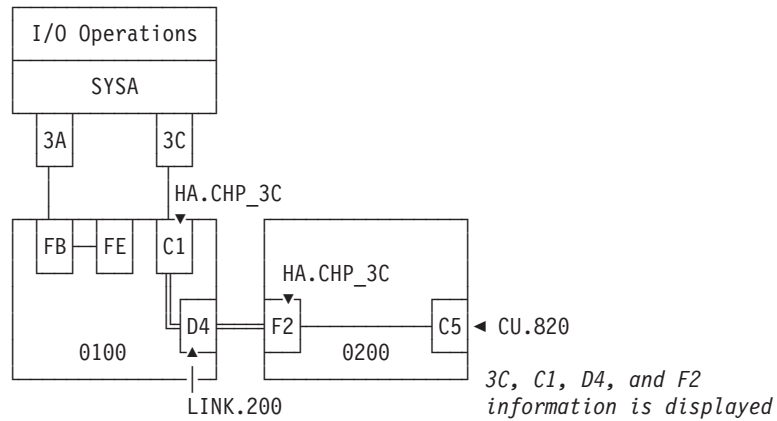 I/O Operations
SYSA
3A 3C
HA.CHP_3C
FB FE C1
HA.CHP_3C
D4 F2 C5 ◄ CU.820
0100 0200
3C, C1, D4, and F2
LINK.200 information is displayed